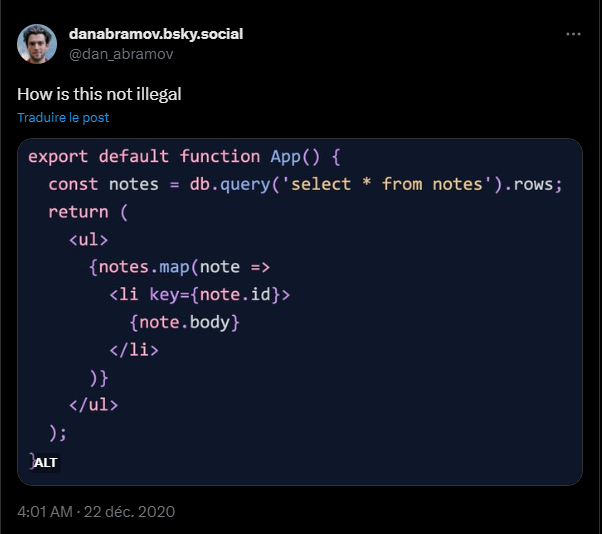 danabramov.bsky.social
@dan_abramov
How is this not illegal
Traduire le post
export default function App() {
  const notes = db.query('select * from notes').rows;
  return (
    <ul>
      {notes.map(note =>
        <li key={note.id}>
          {note.body}
        </li>
      )}
    </ul>
  );
}
ALT
4:01 AM · 22 déc. 2020